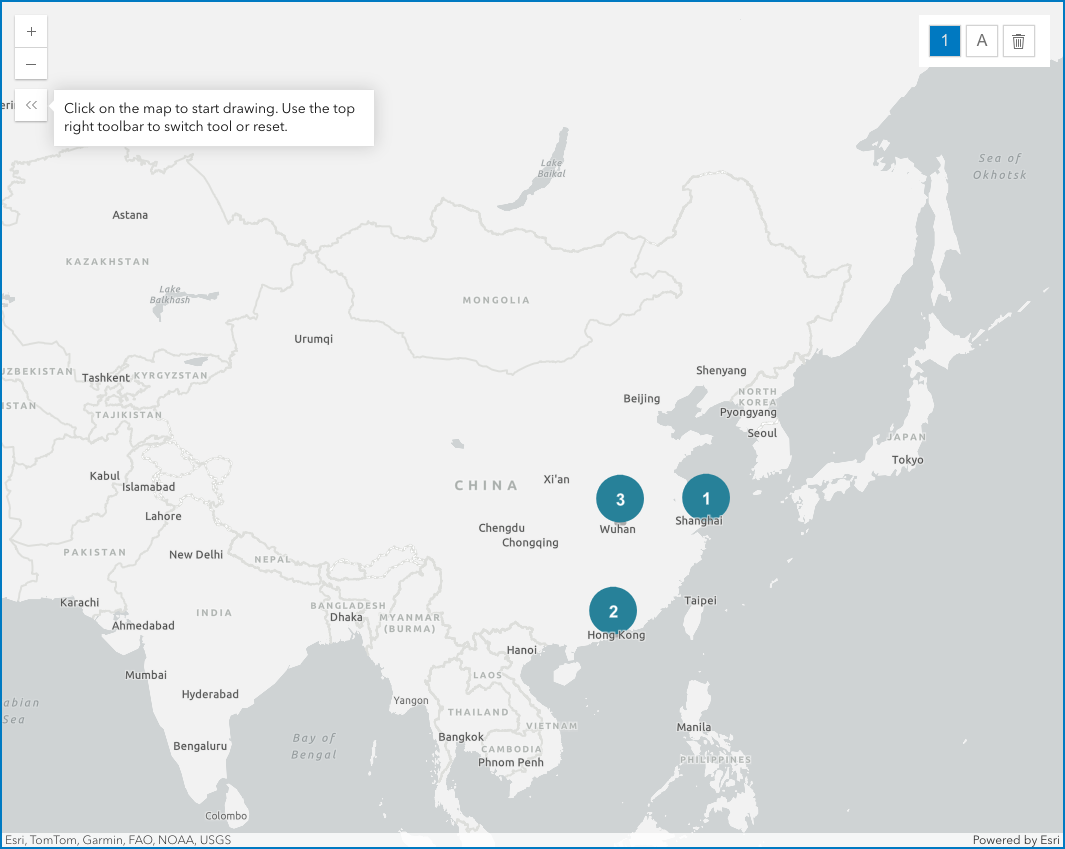 +
1
A
−
eri
Click on the map to start drawing. Use the top
right toolbar to switch tool or reset.
Sea of
Okhotsk
Lake
Baikal
Astana
KAZAKHSTAN
Lake
Balkhash
MONGOLIA
Urumqi
UZBEKISTAN
Tashkent
KYRGYZSTAN
Shenyang
NORTH
KOREA
Beijing
ISTAN
TAJIKISTAN
Pyongyang
Seoul
JAPAN
Tokyo
Kabul
Islamabad
Xi'an
CHINA
3
1
Lahore
Shanghai
Chengdu
Wuhan
Chongqing
PAKISTAN
New Delhi
NEPAL
Karachi
INDIA
BANGLADESH
Dhaka
MYANMAR
(BURMA)
2
Taipei
Ahmedabad
Hong Kong
Hanoi
Mumbai
LAOS
Hyderabad
Yangon
abian
Sea
THAILAND
VIETNAM
Manila
Bay of
Bengal
Bangkok
Bengaluru
CAMBODIA
Phnom Penh
PHILIPPINES
Colombo
Esri, TomTom, Garmin, FAO, NOAA, USGS
Powered by Esri